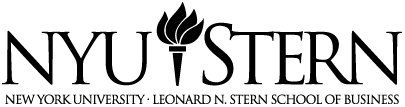 NYU STERN
NEW YORK UNIVERSITY · LEONARD N. STERN SCHOOL OF BUSINESS